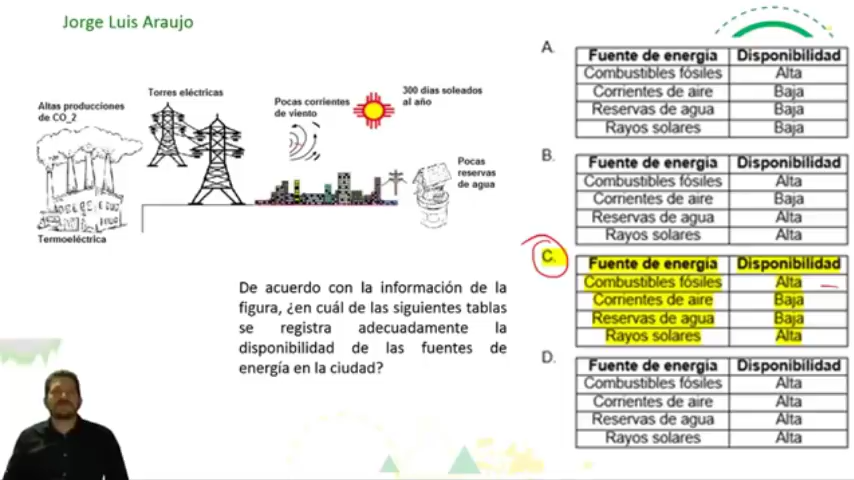 Jorge Luis Araujo
Altas producciones
de CO_2
Torres eléctricas
Pocas corrientes
de viento
300 días soleados
al año
Pocas
reservas
de agua
Termoeléctrica
De acuerdo con la información de la
figura, ¿en cuál de las siguientes tablas
se registra adecuadamente la
disponibilidad de las fuentes de
energía en la ciudad?
A.
Fuente de energía Disponibilidad
Combustibles fósiles Alta
Corrientes de aire Baja
Reservas de agua Baja
Rayos solares Baja
B.
Fuente de energía Disponibilidad
Combustibles fósiles Alta
Corrientes de aire Baja
Reservas de agua Alta
Rayos solares Alta
C.
Fuente de energía Disponibilidad
Combustibles fósiles Alta
Corrientes de aire Baja
Reservas de agua Baja
Rayos solares Alta
D.
Fuente de energía Disponibilidad
Combustibles fósiles Alta
Corrientes de aire Alta
Reservas de agua Alta
Rayos solares Alta